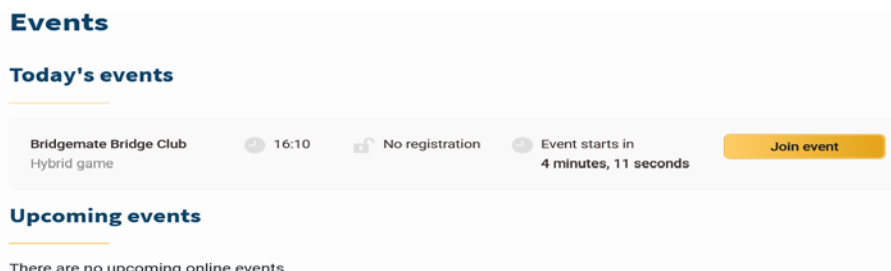 Events
Today's events
Bridgemate Bridge Club 16:10 No registration Event starts in Join event
Hybrid game 4 minutes, 11 seconds
Upcoming events
There are no upcoming online events